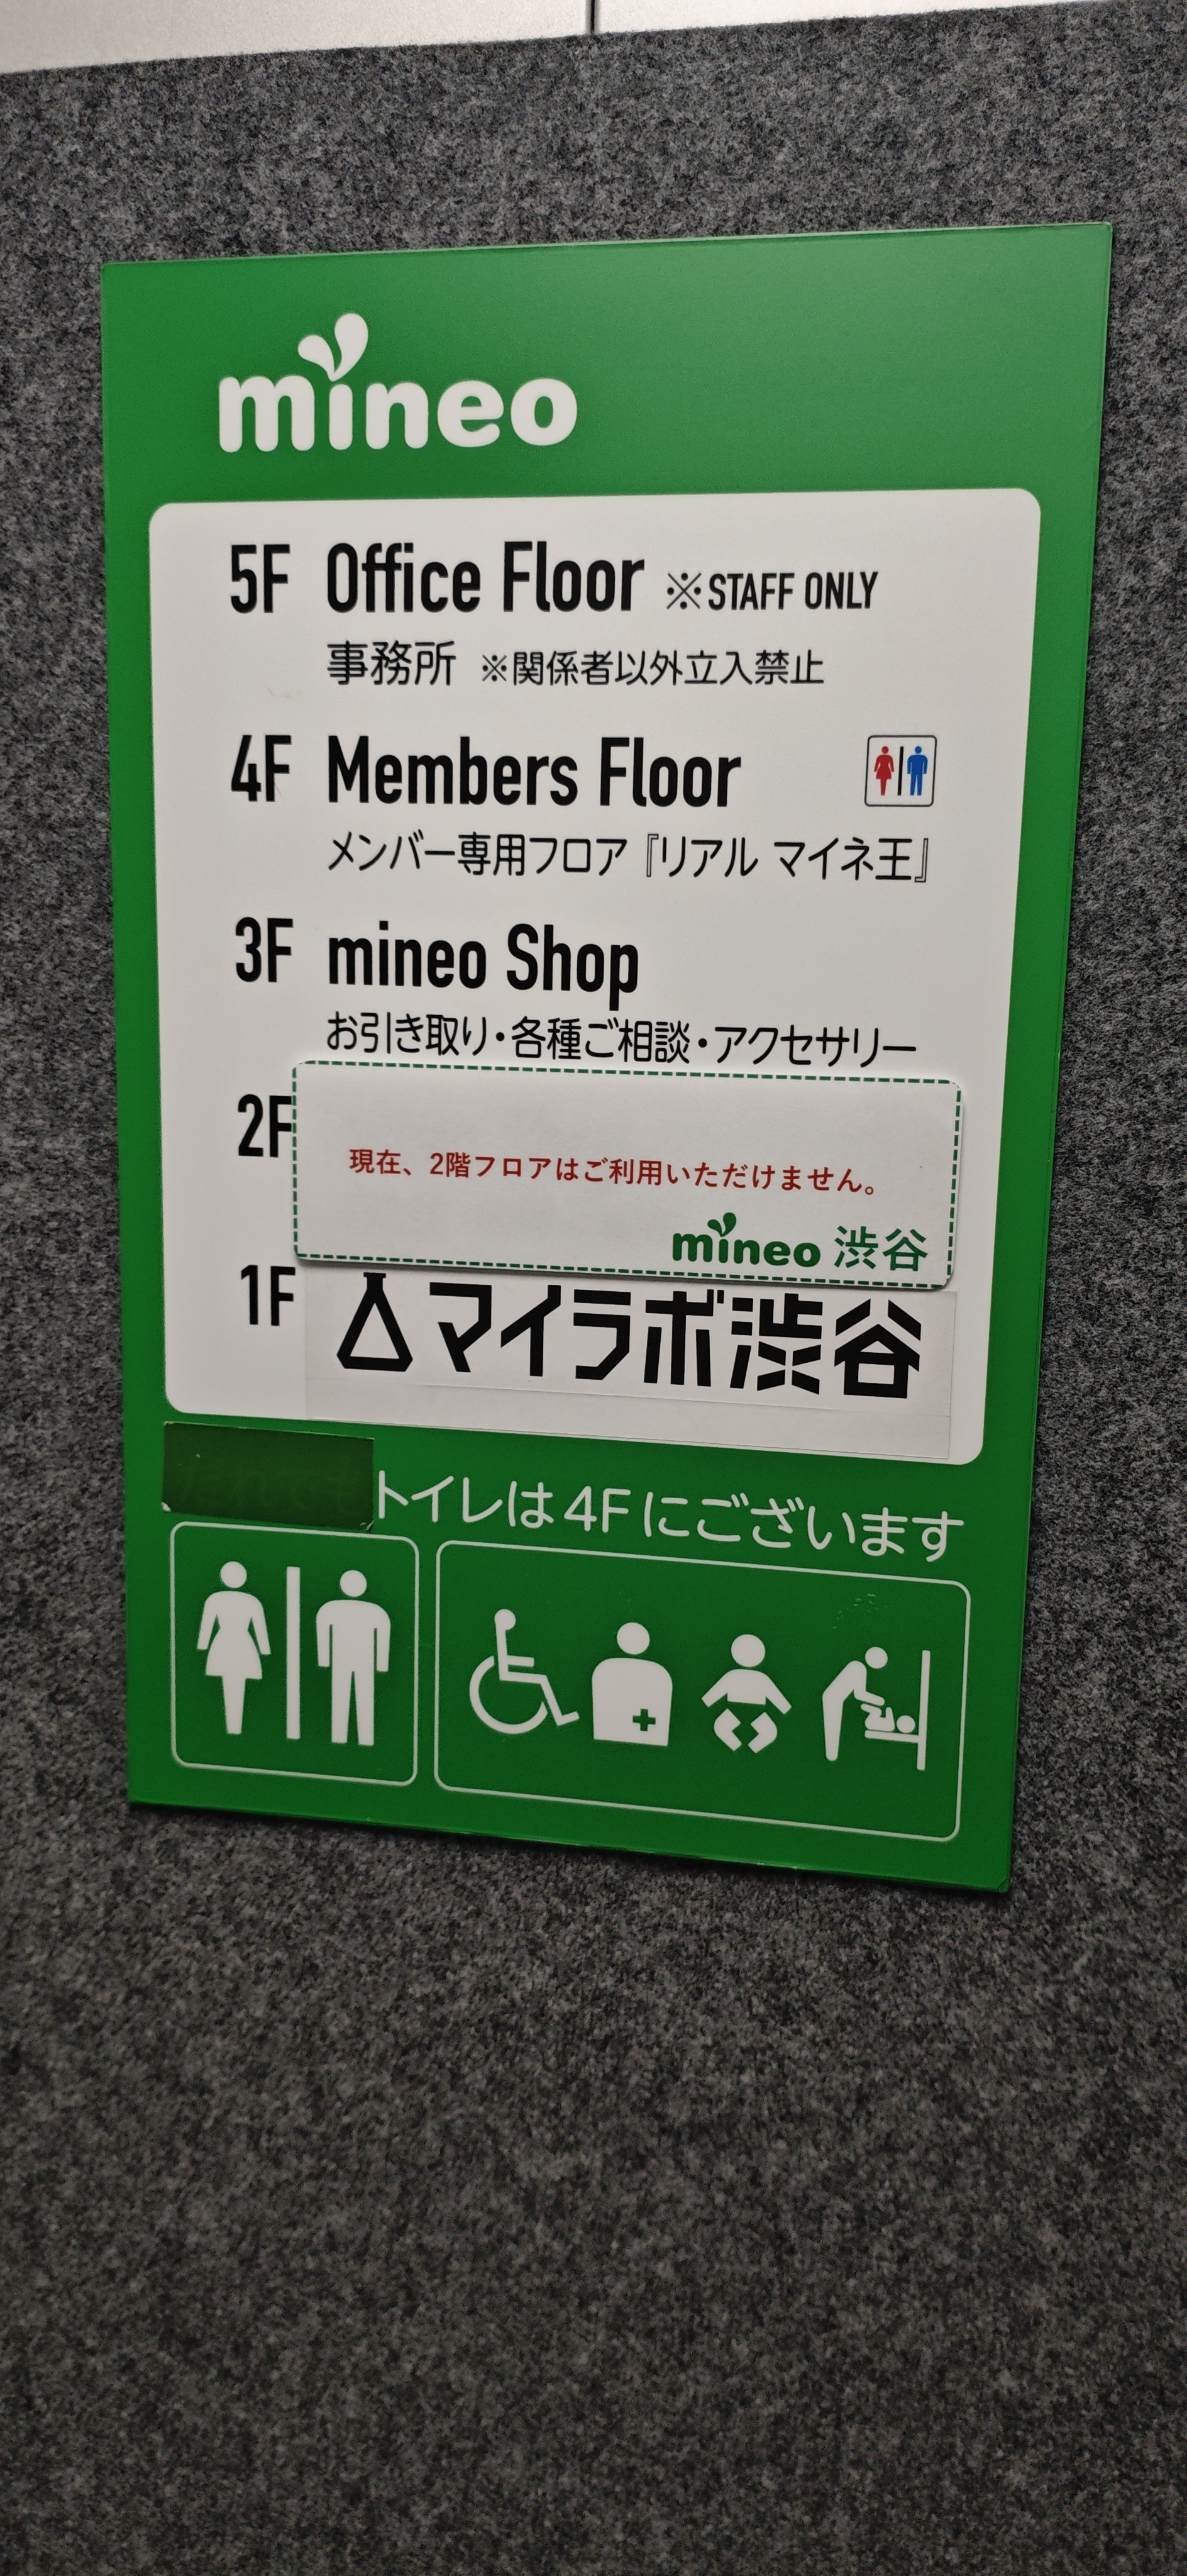 mineo
5F Office Floor ※STAFF ONLY
事務所 ※関係者以外立入禁止
4F Members Floor
メンバー専用フロア『リアル マイネ王』
3F mineo Shop
お引き取り・各種ご相談・アクセサリー
2F
現在、2階フロアはご利用いただけません。
mineo 渋谷
1F マイラボ渋谷
トイレは4Fにございます